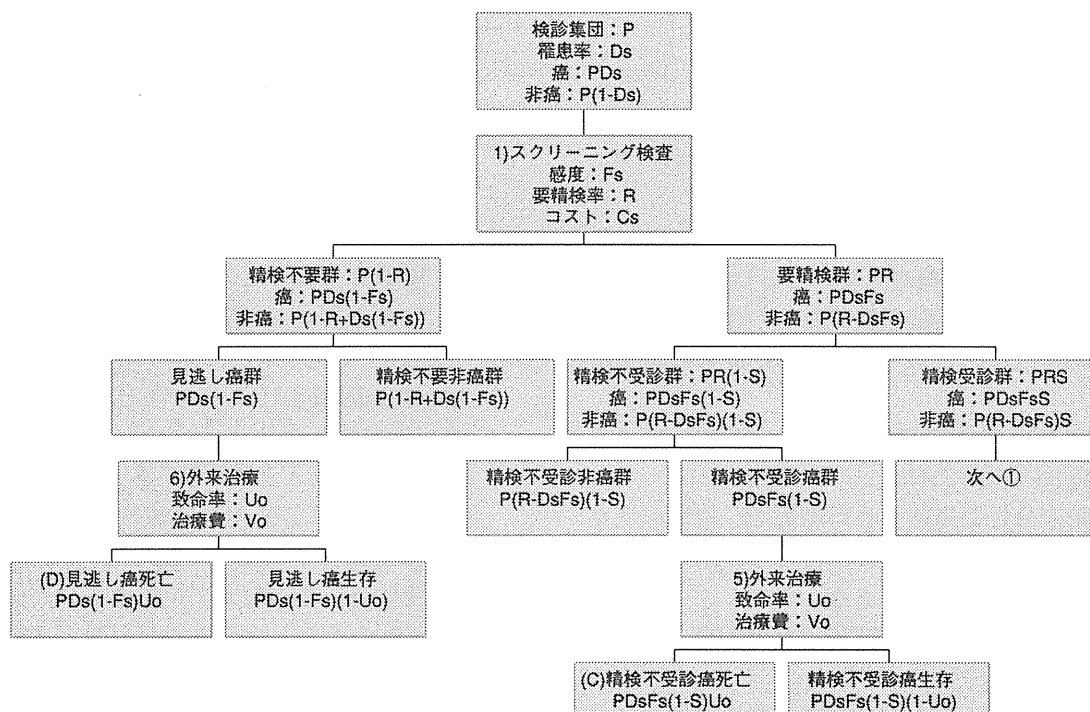 検診集団：P
罹患率：Ds
癌：PDs
非癌：P(1-Ds)
1)スクリーニング検査
感度：Fs
要精検率：R
コスト：Cs
精検不要群：P(1-R)
癌：PDs(1-Fs)
非癌：P(1-R+Ds(1-Fs))
要精検群：PR
癌：PDsFs
非癌：P(R-DsFs)
見逃し癌群
PDs(1-Fs)
精検不要非癌群
P(1-R+Ds(1-Fs))
精検不受診群：PR(1-S)
癌：PDsFs(1-S)
非癌：P(R-DsFs)(1-S)
精検受診群：PRS
癌：PDsFsS
非癌：P(R-DsFs)S
6)外来治療
致命率：Uo
治療費：Vo
精検不受診非癌群
P(R-DsFs)(1-S)
精検不受診癌群
PDsFs(1-S)
次へ①
(D)見逃し癌死亡
PDs(1-Fs)Uo
見逃し癌生存
PDs(1-Fs)(1-Uo)
5)外来治療
致命率：Uo
治療費：Vo
(C)精検不受診癌死亡
PDsFs(1-S)Uo
精検不受診癌生存
PDsFs(1-S)(1-Uo)